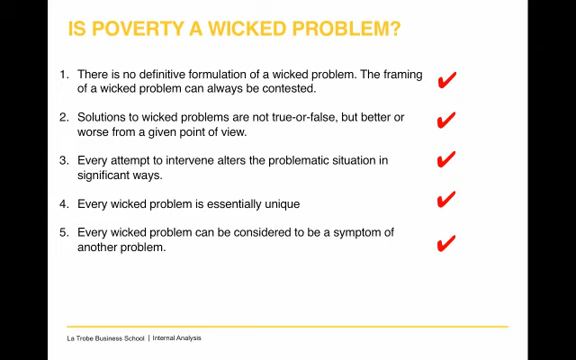 IS POVERTY A WICKED PROBLEM?
1. There is no definitive formulation of a wicked problem. The framing
of a wicked problem can always be contested.
2. Solutions to wicked problems are not true-or-false, but better or
worse from a given point of view.
3. Every attempt to intervene alters the problematic situation in
significant ways.
4. Every wicked problem is essentially unique
5. Every wicked problem can be considered to be a symptom of
another problem.
La Trobe Business School | Internal Analysis